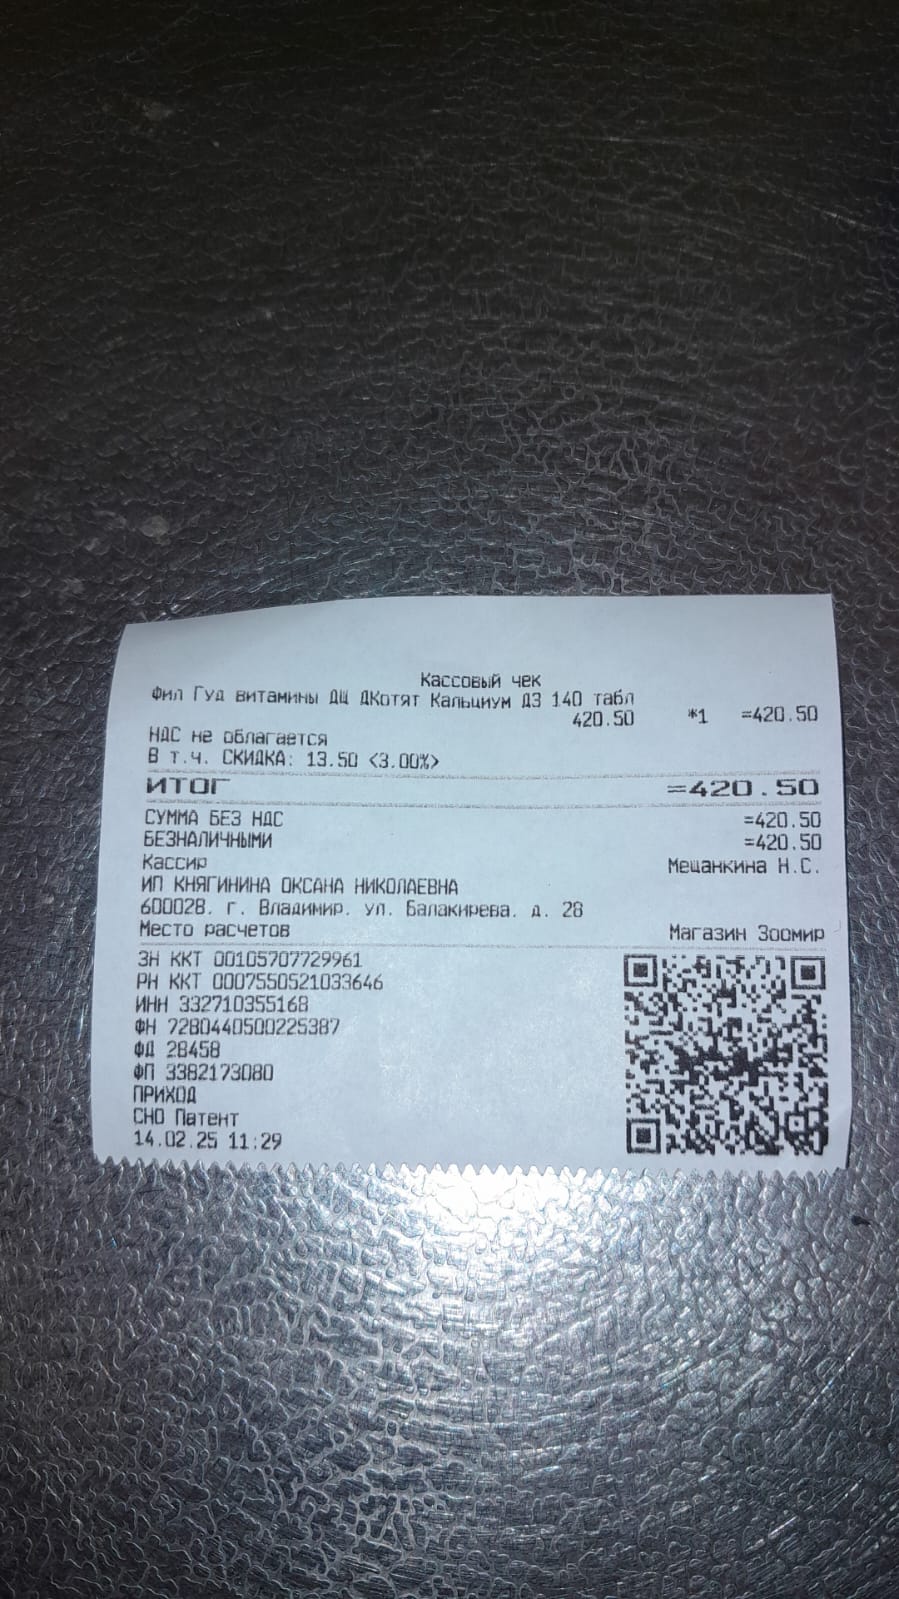 Кассовый чек
Фил Гуд витамины ДЩ ДКотят Кальциум Д3 140 табл
420.50 *1 =420.50
НДС не облагается
В т.ч. СКИДКА: 13.50 <3.00%>
ИТОГ =420.50
СУММА БЕЗ НДС =420.50
БЕЗНАЛИЧНЫМИ =420.50
Кассир Мещанкина Н.С.
ИП КНЯГИНИНА ОКСАНА НИКОЛАЕВНА
600028. г. Владимир. ул. Балакирева. д. 28
Место расчетов Магазин Зоомир
ЗН ККТ 00105707729961
РН ККТ 0007550521033646
ИНН 332710355168
ФН 7280440500225387
ФД 28458
ФП 3382173080
ПРИХОД
СНО Патент
14.02.25 11:29